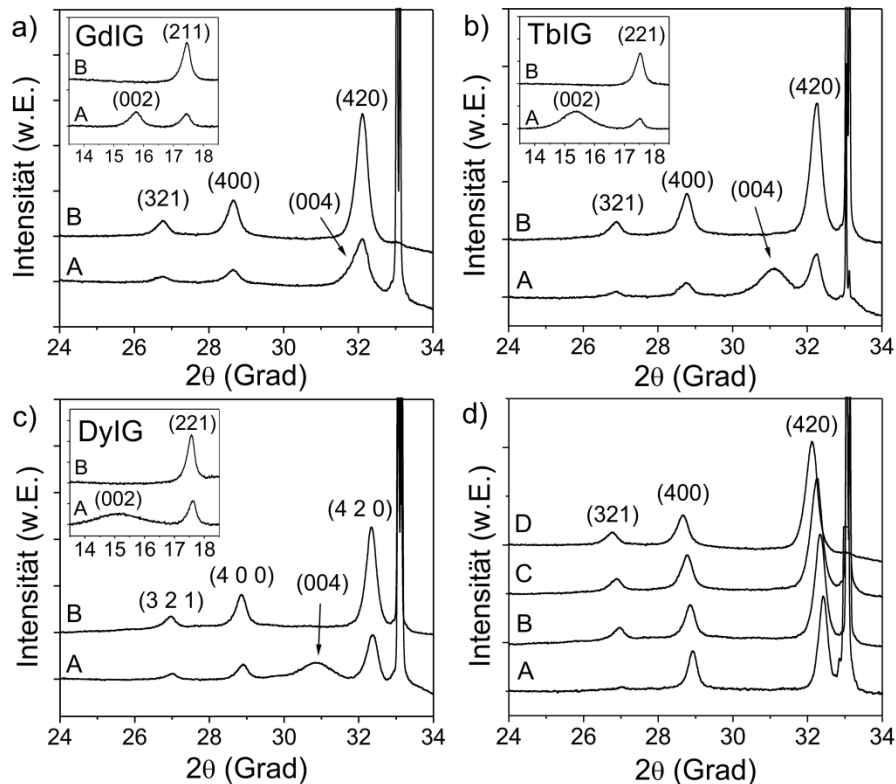 a)
GdIG
(211)
B
(002)
A
14 15 16 17 18
(420)
(400)
(321)
(004)
B
A
Intensität (w.E.)
24 26 28 30 32 34
2θ (Grad)
b)
TbIG
(221)
B
(002)
A
14 15 16 17 18
(420)
(004)
(400)
(321)
B
A
Intensität (w.E.)
24 26 28 30 32 34
2θ (Grad)
c)
DyIG
(221)
B
(002)
A
14 15 16 17 18
(4 2 0)
(4 0 0)
(004)
(3 2 1)
B
A
Intensität (w.E.)
24 26 28 30 32 34
2θ (Grad)
d)
(420)
(400)
(321)
D
C
B
A
Intensität (w.E.)
24 26 28 30 32 34
2θ (Grad)